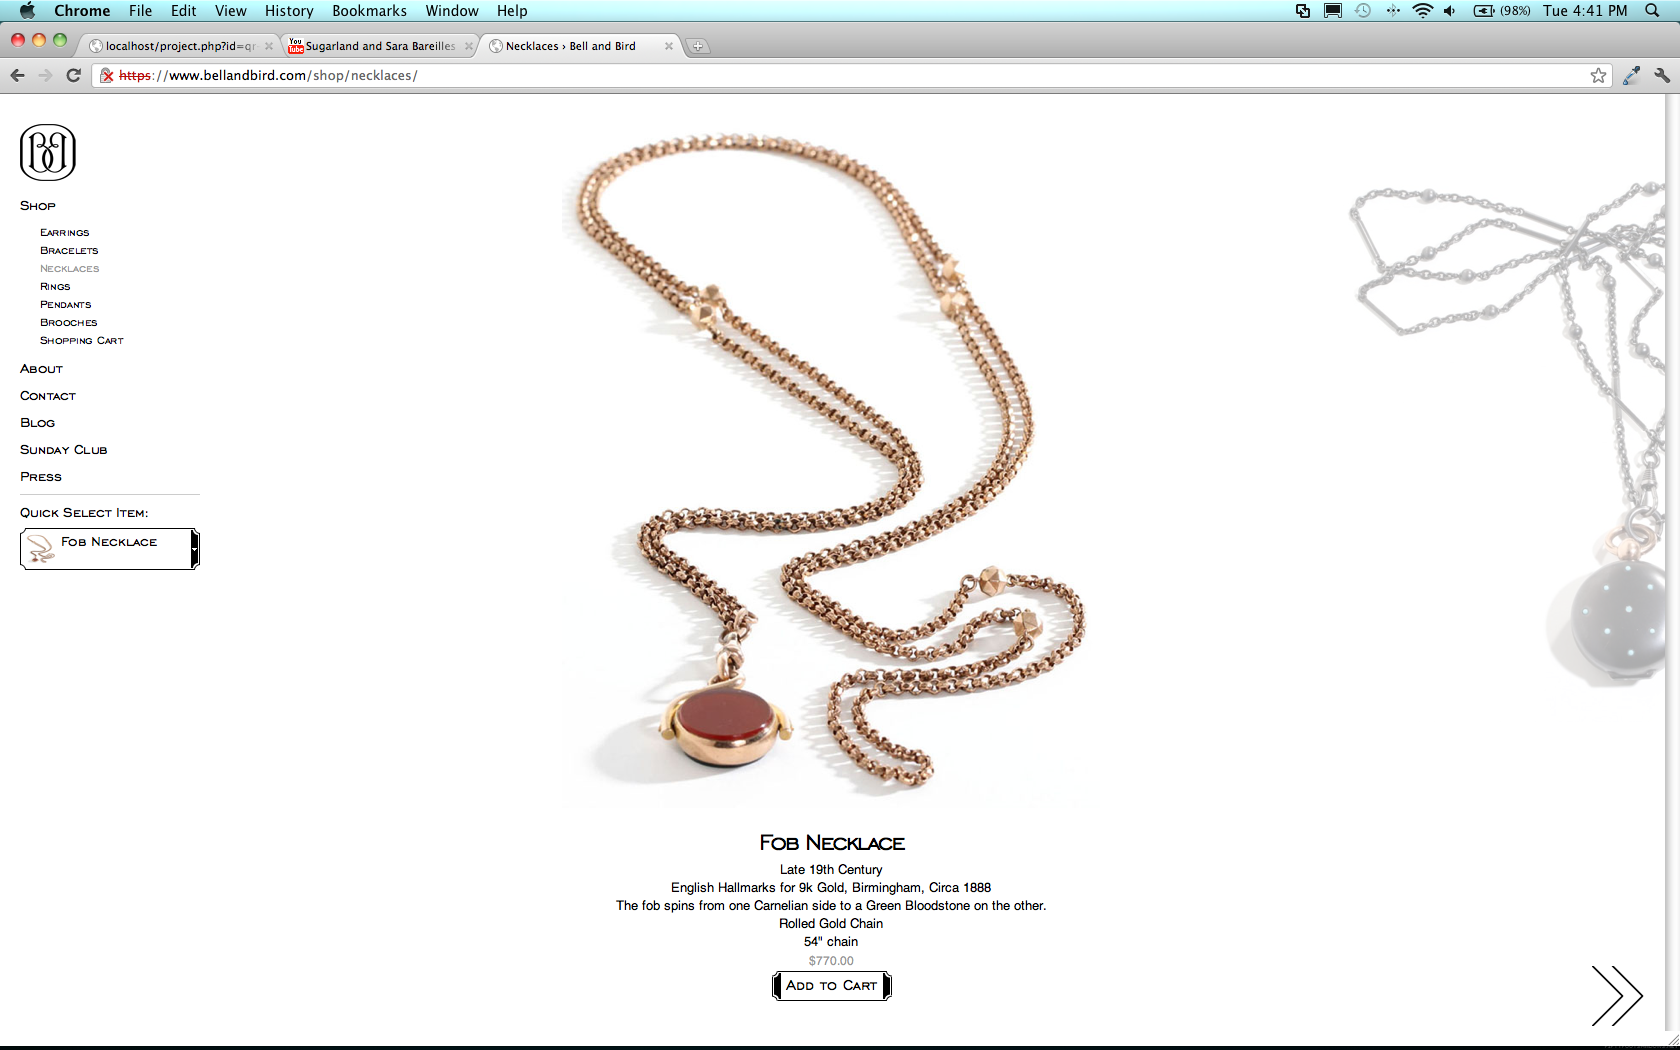 Chrome File Edit View History Bookmarks Window Help (98%) Tue 4:41 PM
localhost/project.php?id=qr You Tube Sugarland and Sara Bareilles Necklaces › Bell and Bird
https://www.bellandbird.com/shop/necklaces/
Shop
Earrings
Bracelets
Necklaces
Rings
Pendants
Brooches
Shopping Cart
About
Contact
Blog
Sunday Club
Press
Quick Select Item:
Fob Necklace
Fob Necklace
Late 19th Century
English Hallmarks for 9k Gold, Birmingham, Circa 1888
The fob spins from one Carnelian side to a Green Bloodstone on the other.
Rolled Gold Chain
54" chain
$770.00
Add to Cart